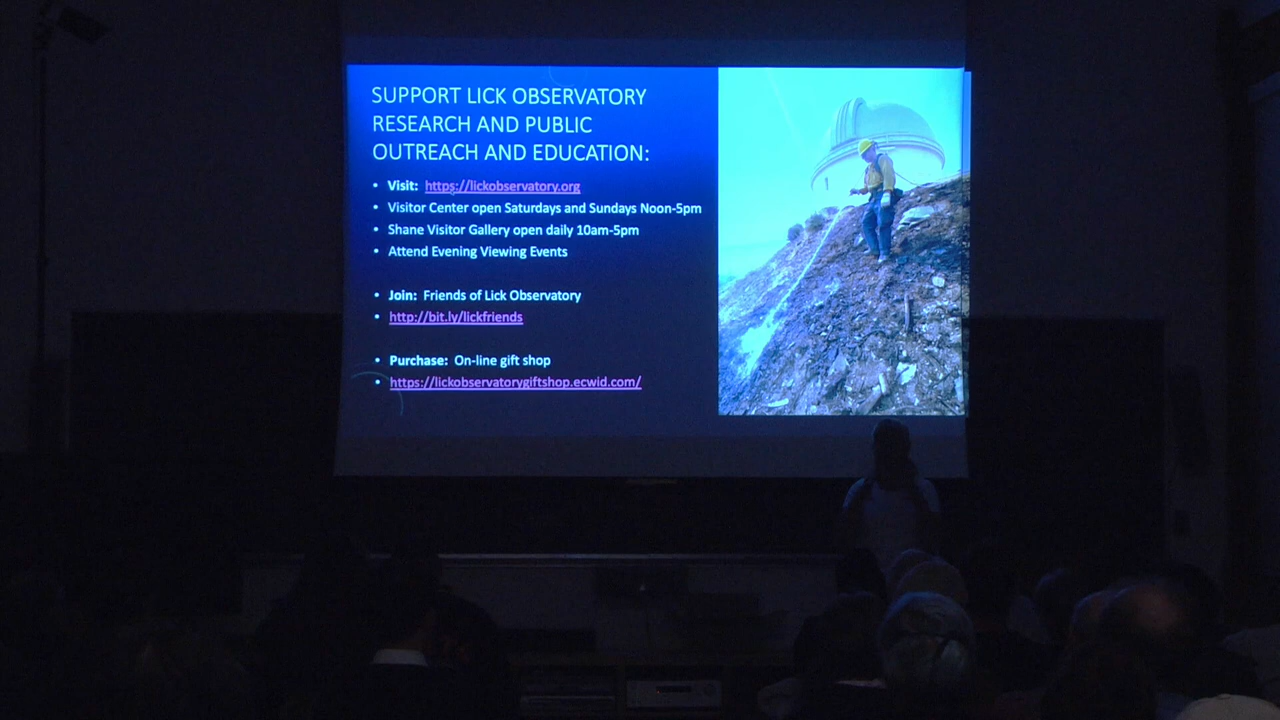 SUPPORT LICK OBSERVATORY
RESEARCH AND PUBLIC
OUTREACH AND EDUCATION:
• Visit: https://lickobservatory.org
• Visitor Center open Saturdays and Sundays Noon-5pm
• Shane Visitor Gallery open daily 10am-5pm
• Attend Evening Viewing Events
• Join: Friends of Lick Observatory
• http://bit.ly/lickfriends
• Purchase: On-line gift shop
• https://lickobservatorygiftshop.ecwid.com/